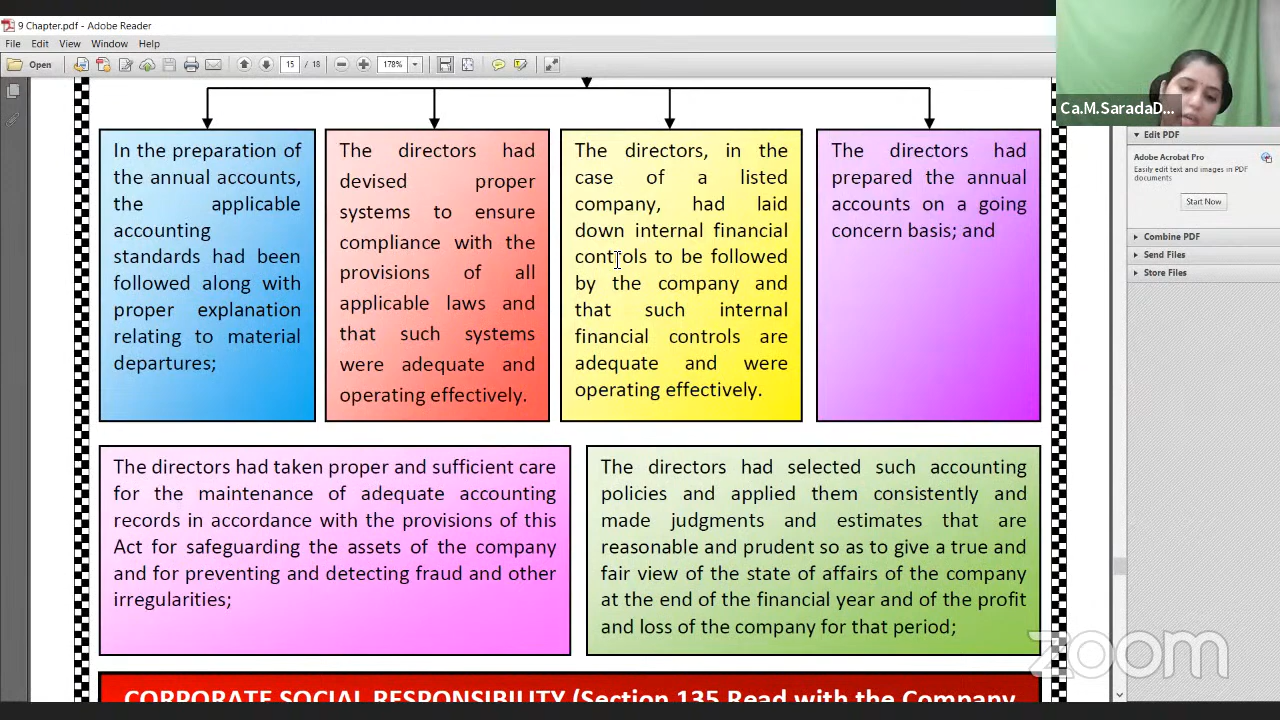 9 Chapter.pdf - Adobe Reader
File Edit View Window Help
Open 15 / 18 178%
Ca.M.SaradaD...
Edit PDF
Adobe Acrobat Pro
Easily edit text and images in PDF
documents
Start Now
Combine PDF
Send Files
Store Files
In the preparation of
the annual accounts,
the applicable
accounting
standards had been
followed along with
proper explanation
relating to material
departures;
The directors had
devised proper
systems to ensure
compliance with the
provisions of all
applicable laws and
that such systems
were adequate and
operating effectively.
The directors, in the
case of a listed
company, had laid
down internal financial
controls to be followed
by the company and
that such internal
financial controls are
adequate and were
operating effectively.
The directors had
prepared the annual
accounts on a going
concern basis; and
The directors had taken proper and sufficient care
for the maintenance of adequate accounting
records in accordance with the provisions of this
Act for safeguarding the assets of the company
and for preventing and detecting fraud and other
irregularities;
The directors had selected such accounting
policies and applied them consistently and
made judgments and estimates that are
reasonable and prudent so as to give a true and
fair view of the state of affairs of the company
at the end of the financial year and of the profit
and loss of the company for that period;
zoom
CORPORATE SOCIAL RESPONSIBILITY (Section 135 Read with the Company